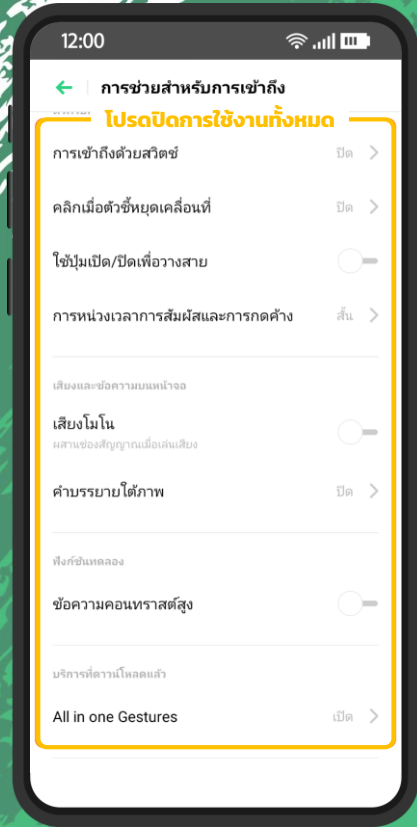 12:00
การช่วยสำหรับการเข้าถึง
โปรดปิดการใช้งานทั้งหมด
การเข้าถึงด้วยสวิตช์ ปิด
คลิกเมื่อตัวชี้หยุดเคลื่อนที่ ปิด
ใช้ปุ่มเปิด/ปิดเพื่อวางสาย
การหน่วงเวลาการสัมผัสและการกดค้าง สั้น
เสียงและข้อความบนหน้าจอ
เสียงโมโน
ผสานช่องสัญญาณเมื่อเล่นเสียง
คำบรรยายใต้ภาพ ปิด
ฟังก์ชันทดลอง
ข้อความคอนทราสต์สูง
บริการที่ดาวน์โหลดแล้ว
All in one Gestures เปิด